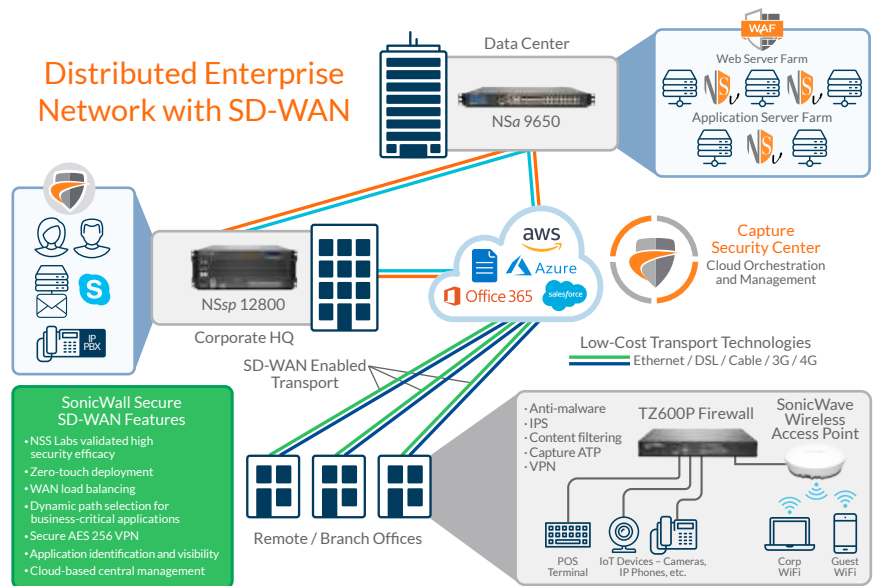 Distributed Enterprise
Network with SD-WAN
Data Center
NSa 9650
WAF
Web Server Farm
NSv
NSv
Application Server Farm
NSv
NSsp 12800
Corporate HQ
IP
PBX
aws
Azure
Office 365
salesforce
Capture
Security Center
Cloud Orchestration
and Management
SD-WAN Enabled
Transport
Low-Cost Transport Technologies
Ethernet / DSL / Cable / 3G / 4G
SonicWall Secure
SD-WAN Features
• NSS Labs validated high
security efficacy
• Zero-touch deployment
• WAN load balancing
• Dynamic path selection for
business-critical applications
• Secure AES 256 VPN
• Application identification and visibility
• Cloud-based central management
Remote / Branch Offices
· Anti-malware
· IPS
· Content filtering
· Capture ATP
· VPN
TZ600P Firewall
SonicWave
Wireless
Access Point
POS
Terminal
IoT Devices – Cameras,
IP Phones, etc.
Corp
WiFi
Guest
WiFi